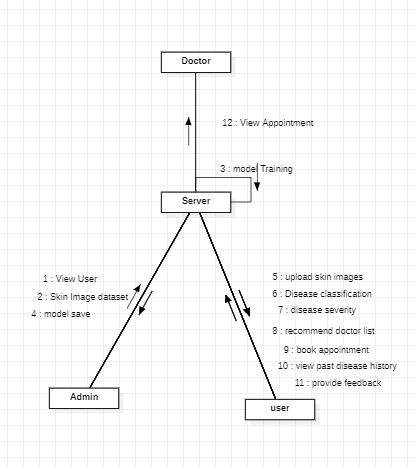 Doctor
12 : View Appointment
3 : model Training
Server
1 : View User
2 : Skin Image dataset
4 : model save
5 : upload skin images
6 : Disease classification
7 : disease severity
8 : recommend doctor list
9 : book appointment
10 : view past disease history
11 : provide feedback
Admin
user